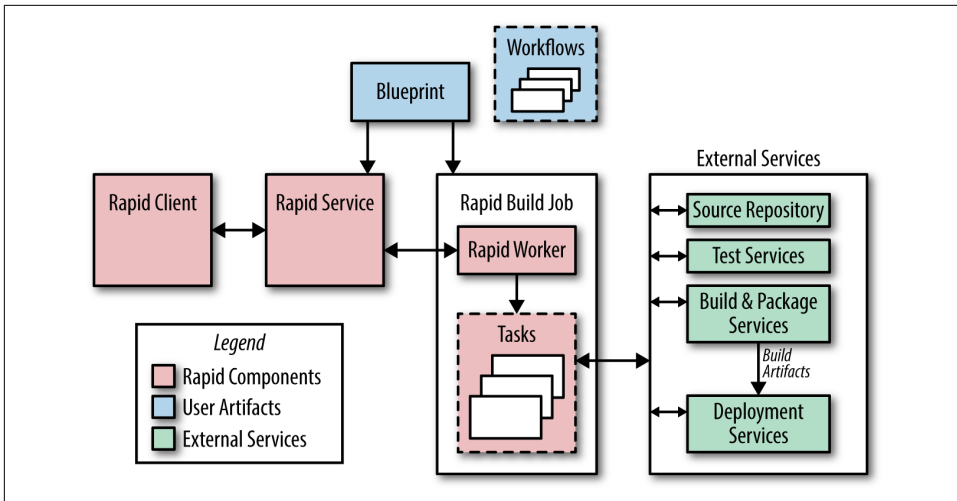 Workflows
Blueprint
External Services
Rapid Client
Rapid Service
Rapid Build Job
Rapid Worker
Tasks
Source Repository
Test Services
Build & Package
Services
Build
Artifacts
Deployment
Services
Legend
Rapid Components
User Artifacts
External Services